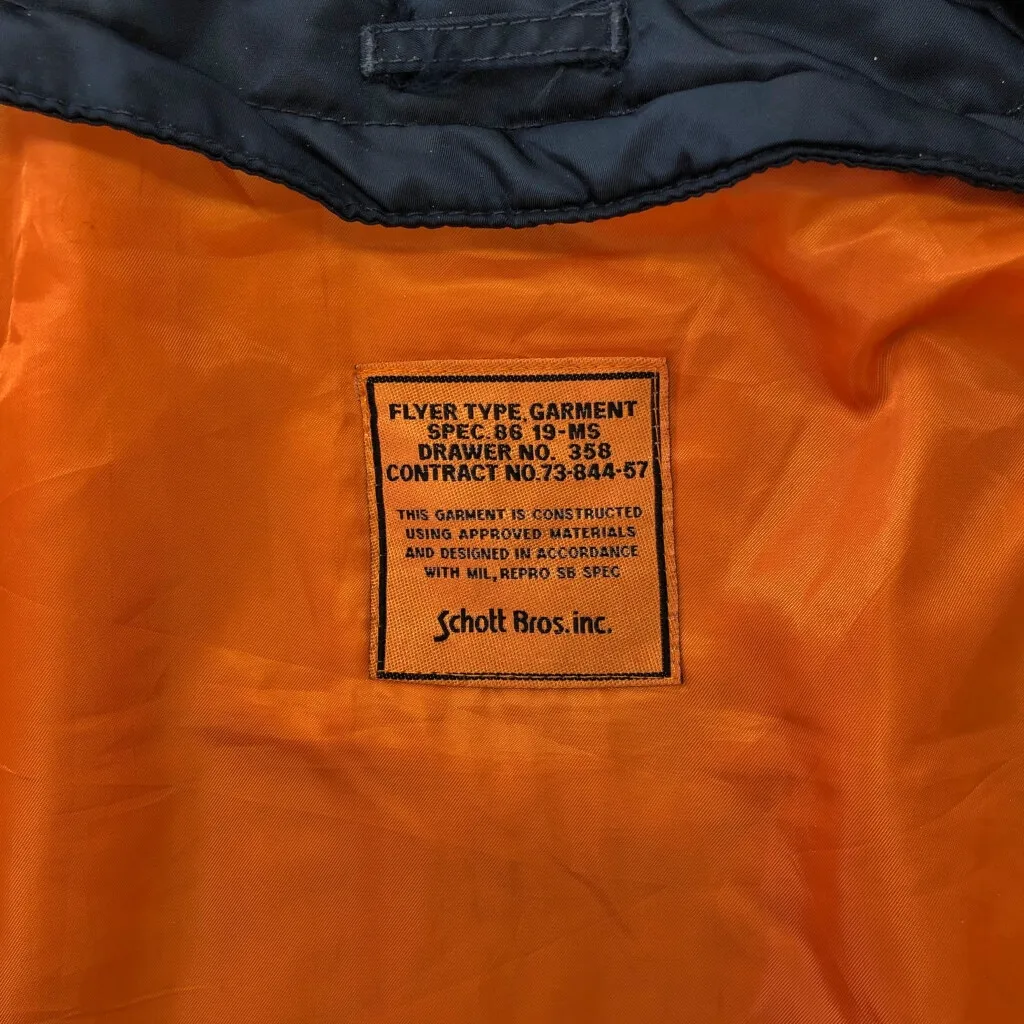 FLYER TYPE, GARMENT
SPEC. 86 19-MS
DRAWER NO. 358
CONTRACT NO.73-844-57
THIS GARMENT IS CONSTRUCTED
USING APPROVED MATERIALS
AND DESIGNED IN ACCORDANCE
WITH MIL, REPRO SB SPEC
Schott Bros. inc.